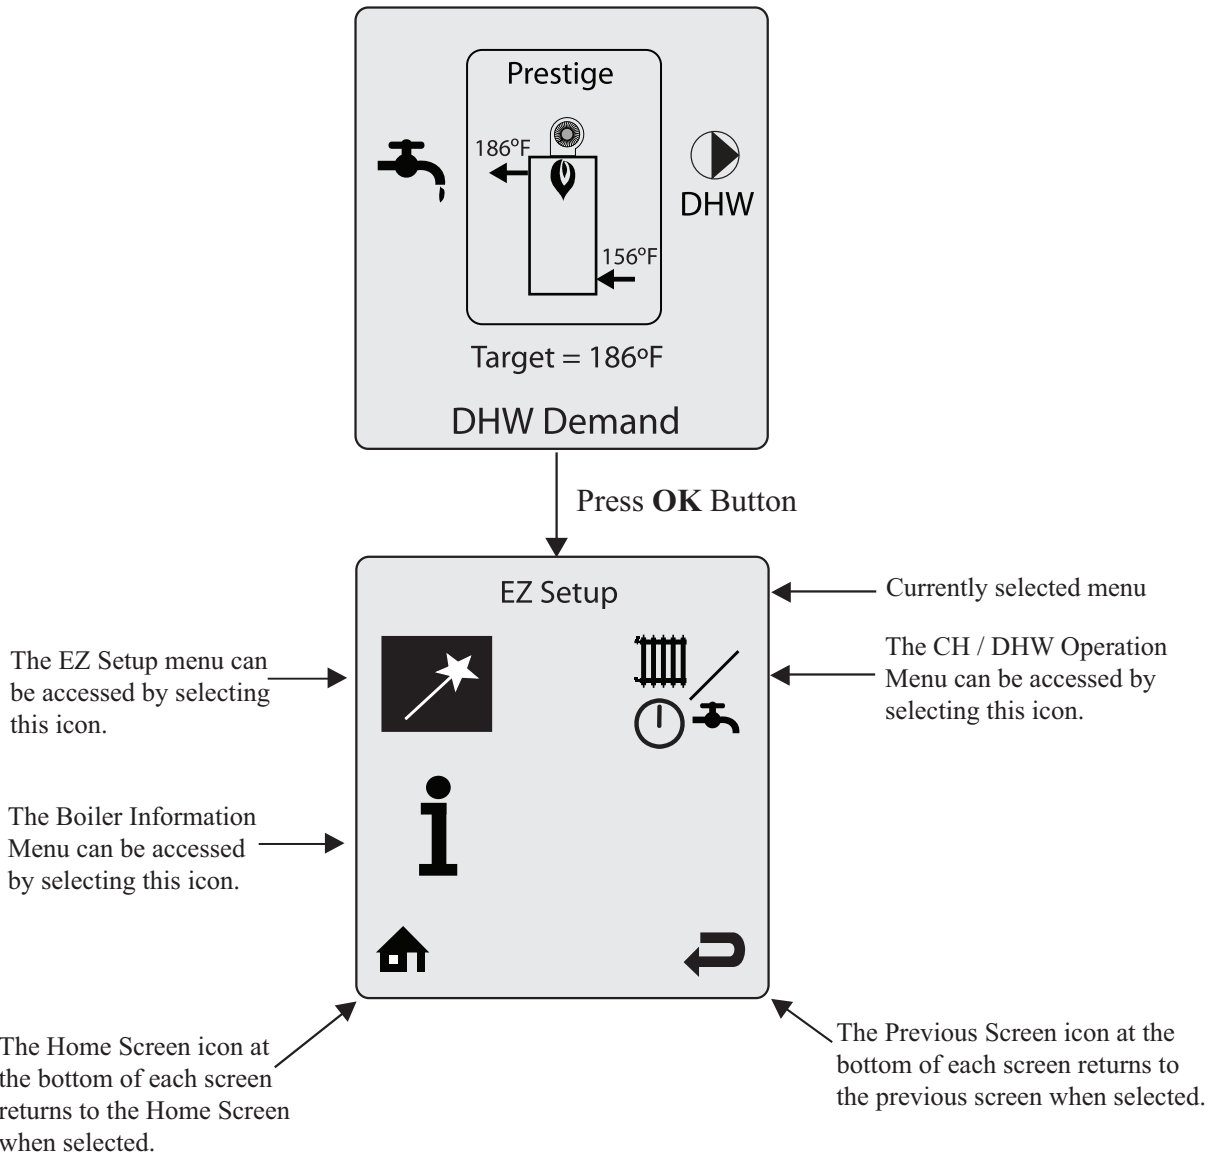 Prestige
186ºF
DHW
156ºF
Target = 186ºF
DHW Demand
Press OK Button
EZ Setup
Currently selected menu
The EZ Setup menu can
be accessed by selecting
this icon.
The CH / DHW Operation
Menu can be accessed by
selecting this icon.
The Boiler Information
Menu can be accessed
by selecting this icon.
The Home Screen icon at
the bottom of each screen
returns to the Home Screen
when selected.
The Previous Screen icon at the
bottom of each screen returns to
the previous screen when selected.